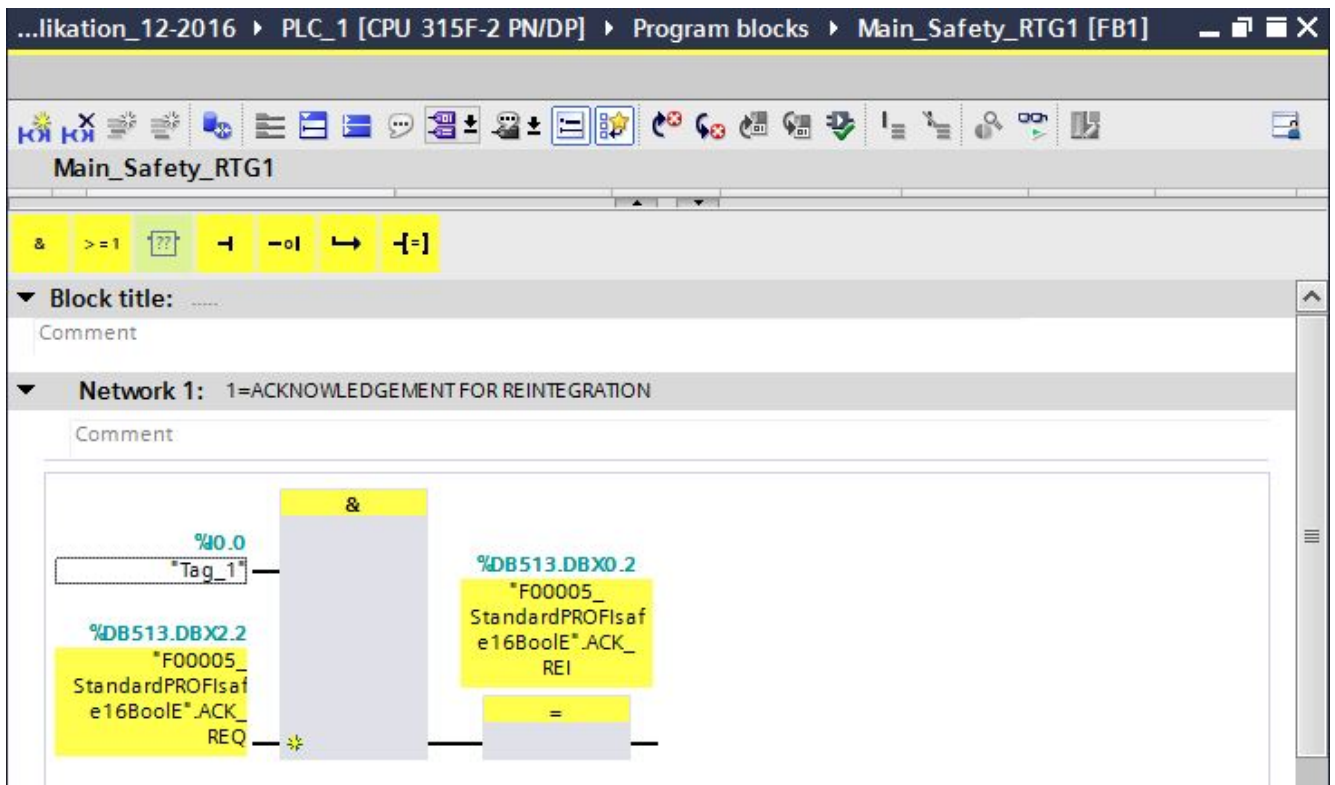 ...likation_12-2016 ▸ PLC_1 [CPU 315F-2 PN/DP] ▸ Program blocks ▸ Main_Safety_RTG1 [FB1]
Main_Safety_RTG1
& >=1 ??
Block title: .....
Comment
Network 1: 1=ACKNOWLEDGEMENT FOR REINTEGRATION
Comment
&
%I0.0
"Tag_1"
%DB513.DBX2.2
"F00005_
StandardPROFIsaf
e16BoolE".ACK_
REQ
%DB513.DBX0.2
"F00005_
StandardPROFIsaf
e16BoolE".ACK_
REI
=